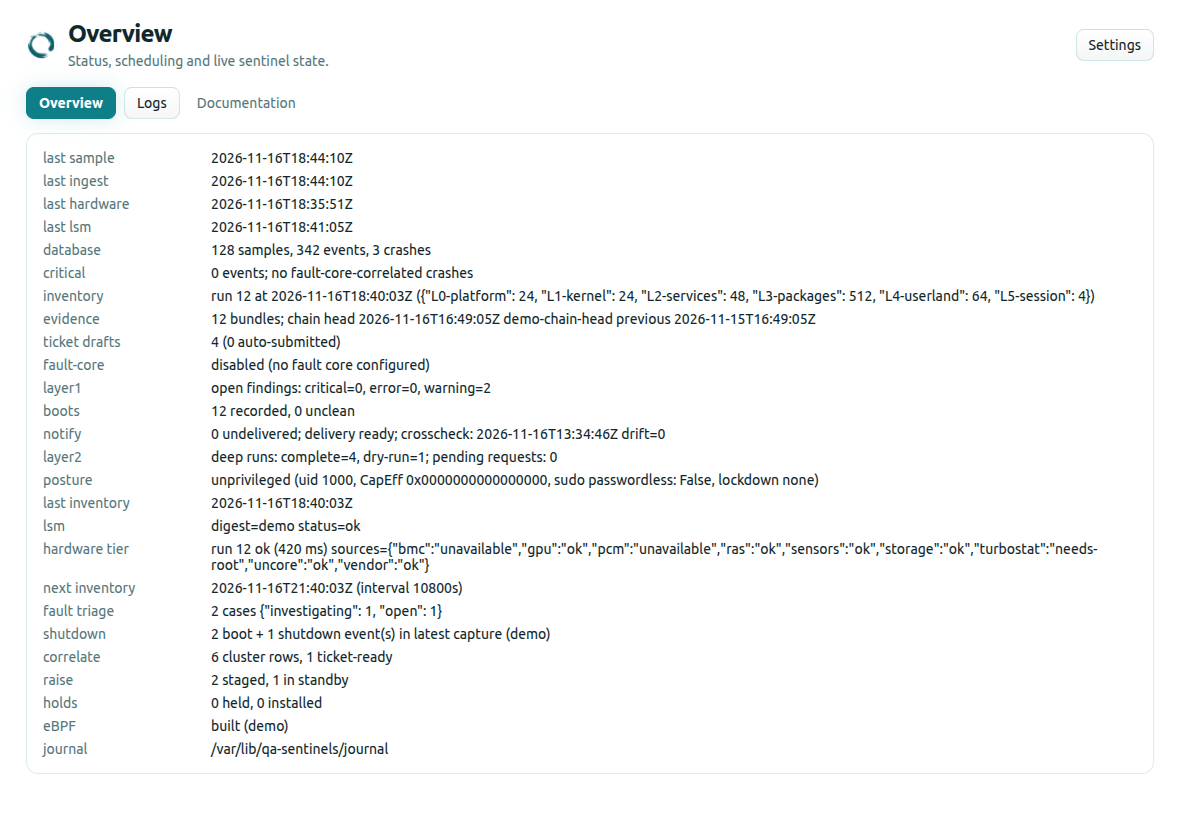 Overview
Status, scheduling and live sentinel state.
Settings
Overview
Logs
Documentation
last sample 2026-11-16T18:44:10Z
last ingest 2026-11-16T18:44:10Z
last hardware 2026-11-16T18:35:51Z
last lsm 2026-11-16T18:41:05Z
database 128 samples, 342 events, 3 crashes
critical 0 events; no fault-core-correlated crashes
inventory run 12 at 2026-11-16T18:40:03Z ({"L0-platform": 24, "L1-kernel": 24, "L2-services": 48, "L3-packages": 512, "L4-userland": 64, "L5-session": 4})
evidence 12 bundles; chain head 2026-11-16T16:49:05Z demo-chain-head previous 2026-11-15T16:49:05Z
ticket drafts 4 (0 auto-submitted)
fault-core disabled (no fault core configured)
layer1 open findings: critical=0, error=0, warning=2
boots 12 recorded, 0 unclean
notify 0 undelivered; delivery ready; crosscheck: 2026-11-16T13:34:46Z drift=0
layer2 deep runs: complete=4, dry-run=1; pending requests: 0
posture unprivileged (uid 1000, CapEff 0x0000000000000000, sudo passwordless: False, lockdown none)
last inventory 2026-11-16T18:40:03Z
lsm digest=demo status=ok
hardware tier run 12 ok (420 ms) sources={"bmc":"unavailable","gpu":"ok","pcm":"unavailable","ras":"ok","sensors":"ok","storage":"ok","turbostat":"needs-
root","uncore":"ok","vendor":"ok"}
next inventory 2026-11-16T21:40:03Z (interval 10800s)
fault triage 2 cases {"investigating": 1, "open": 1}
shutdown 2 boot + 1 shutdown event(s) in latest capture (demo)
correlate 6 cluster rows, 1 ticket-ready
raise 2 staged, 1 in standby
holds 0 held, 0 installed
eBPF built (demo)
journal /var/lib/qa-sentinels/journal